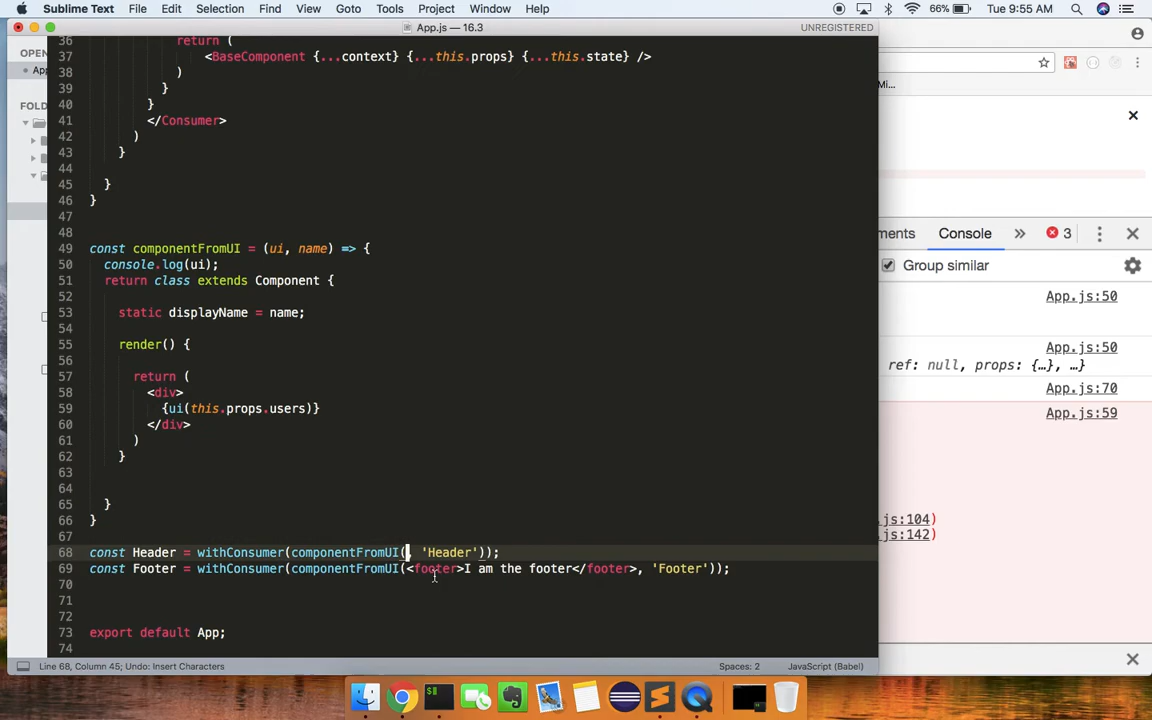 Sublime Text File Edit Selection Find View Goto Tools Project Window Help 66% Tue 9:55 AM
App.js — 16.3 UNREGISTERED
OPEN
App
FOLD
36 return (
37 <BaseComponent {...context} {...this.props} {...this.state} />
38 )
39 }
40 }
41 </Consumer>
42 )
43 }
44
45 }
46 }
47
48
49 const componentFromUI = (ui, name) => {
50 console.log(ui);
51 return class extends Component {
52
53 static displayName = name;
54
55 render() {
56
57 return (
58 <div>
59 {ui(this.props.users)}
60 </div>
61 )
62 }
63
64
65 }
66 }
67
68 const Header = withConsumer(componentFromUI(, 'Header'));
69 const Footer = withConsumer(componentFromUI(<footer>I am the footer</footer>, 'Footer'));
70
71
72
73 export default App;
74
Line 68, Column 45; Undo: Insert Characters Spaces: 2 JavaScript (Babel)
Mi...
ments Console » 3
Group similar
App.js:50
App.js:50
ref: null, props: {…}, …}
App.js:70
App.js:59
.js:104)
.js:142)